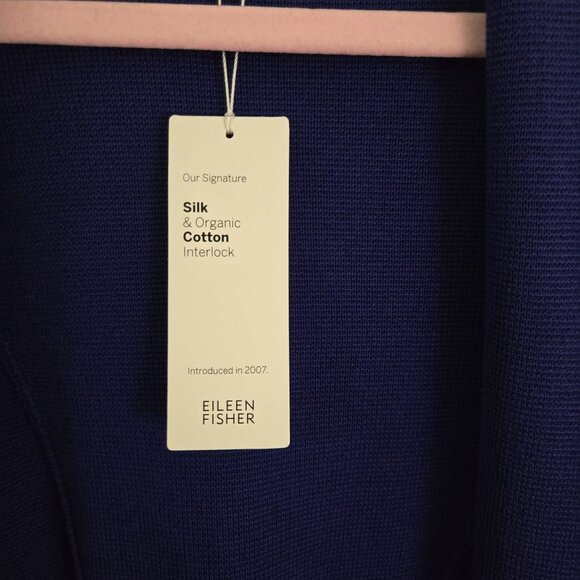 Our Signature
Silk
& Organic
Cotton
Interlock
Introduced in 2007.
EILEEN
FISHER